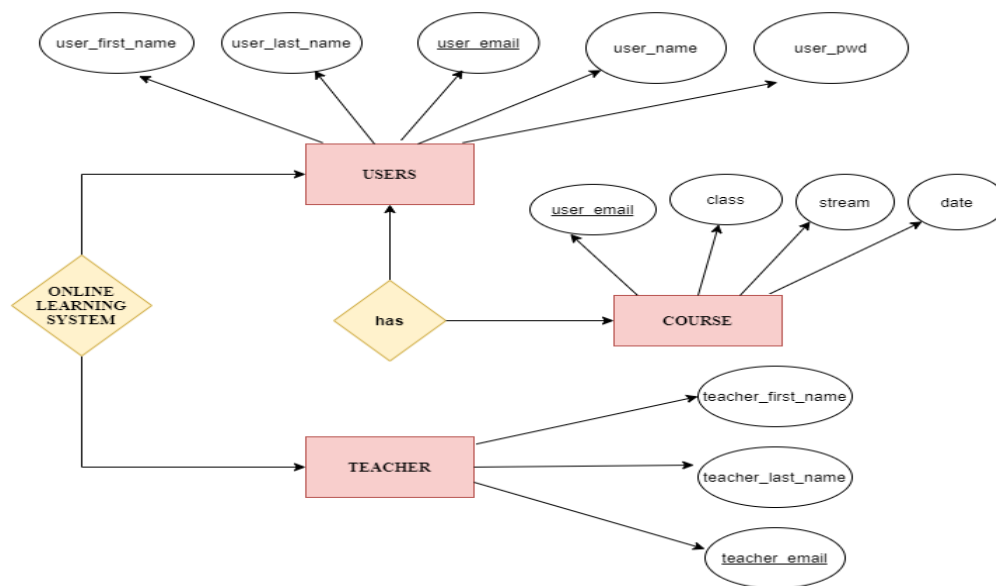 user_first_name
user_last_name
user_email
user_name
user_pwd
USERS
user_email
class
stream
date
ONLINE
LEARNING
SYSTEM
has
COURSE
teacher_first_name
TEACHER
teacher_last_name
teacher_email